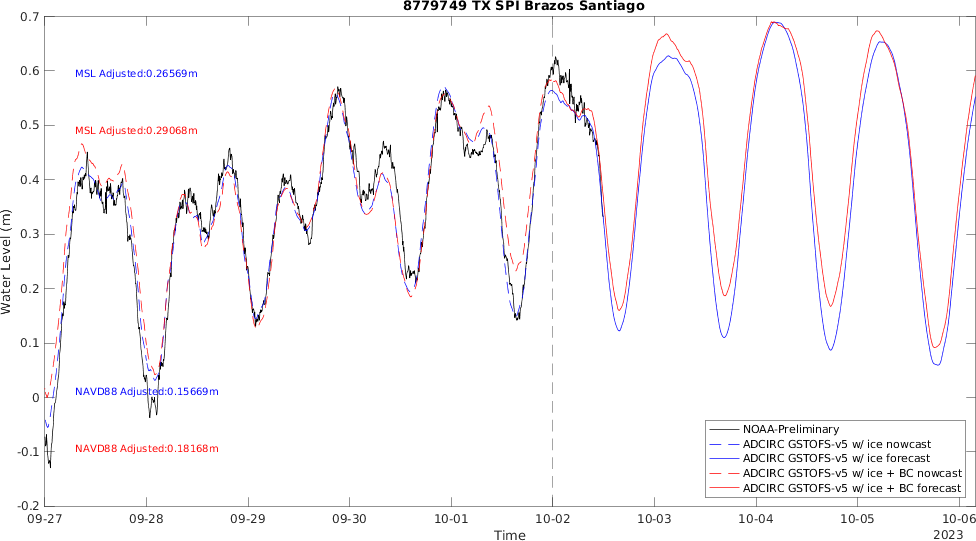 8779749 TX SPI Brazos Santiago
0.7
0.6
0.5
0.4
0.3
0.2
0.1
0
-0.1
-0.2
Water Level (m)
MSL Adjusted:0.26569m
MSL Adjusted:0.29068m
NAVD88 Adjusted:0.15669m
NAVD88 Adjusted:0.18168m
NOAA-Preliminary
ADCIRC GSTOFS-v5 w/ ice nowcast
ADCIRC GSTOFS-v5 w/ ice forecast
ADCIRC GSTOFS-v5 w/ ice + BC nowcast
ADCIRC GSTOFS-v5 w/ ice + BC forecast
09-27 09-28 09-29 09-30 10-01 10-02 10-03 10-04 10-05 10-06
Time
2023